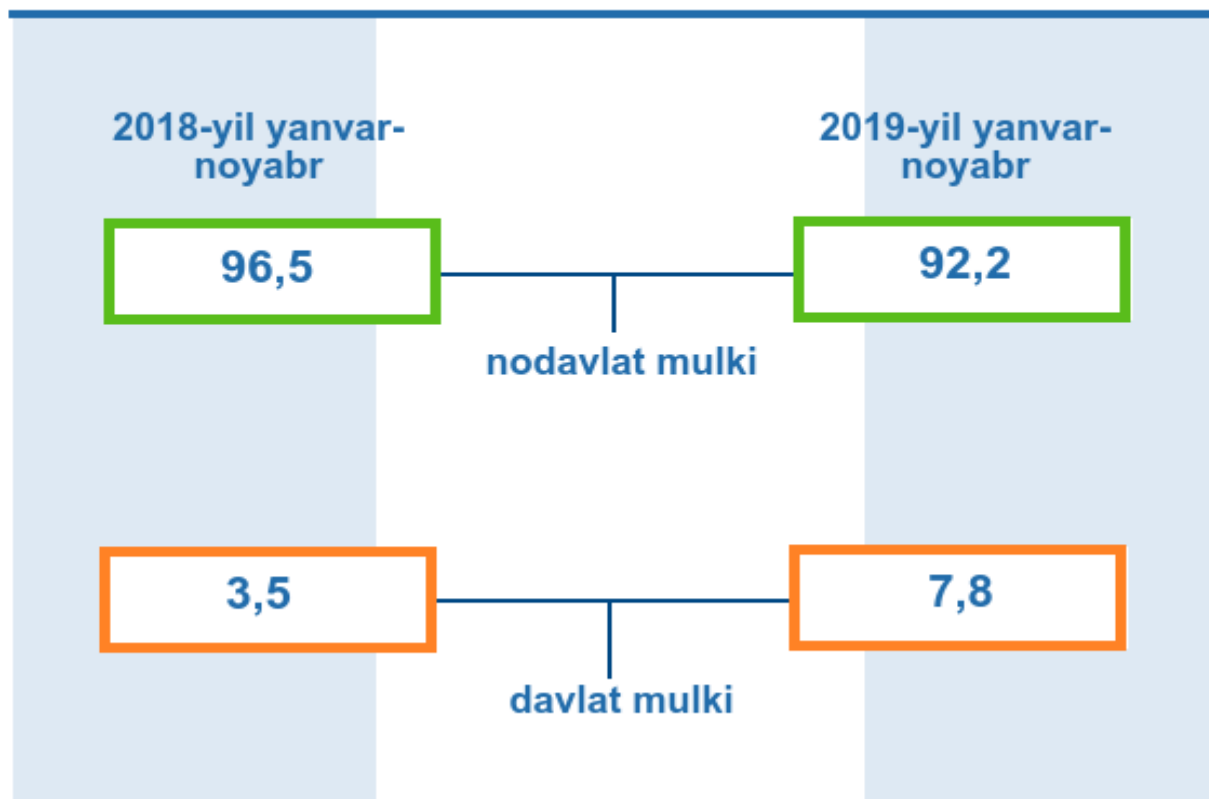 2018-yil yanvar-
noyabr
2019-yil yanvar-
noyabr
96,5
92,2
nodavlat mulki
3,5
7,8
davlat mulki